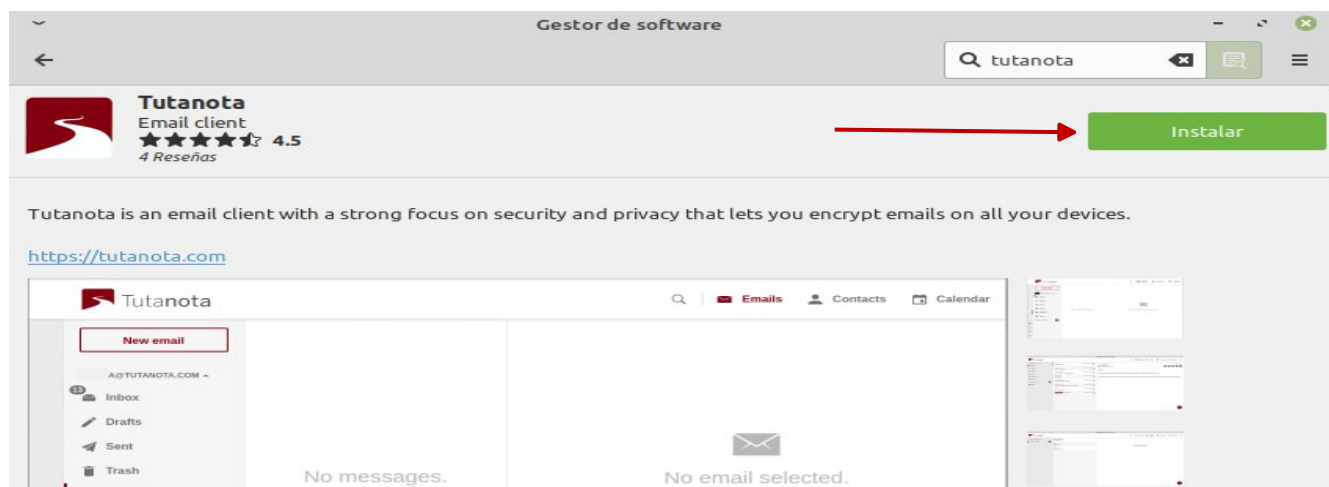 Gestor de software
tutanota
Tutanota
Email client
4.5
4 Reseñas
Instalar
Tutanota is an email client with a strong focus on security and privacy that lets you encrypt emails on all your devices.
https://tutanota.com
Tutanota
Emails
Contacts
Calendar
New email
A@TUTANOTA.COM
33
Inbox
Drafts
Sent
Trash
No messages.
No email selected.